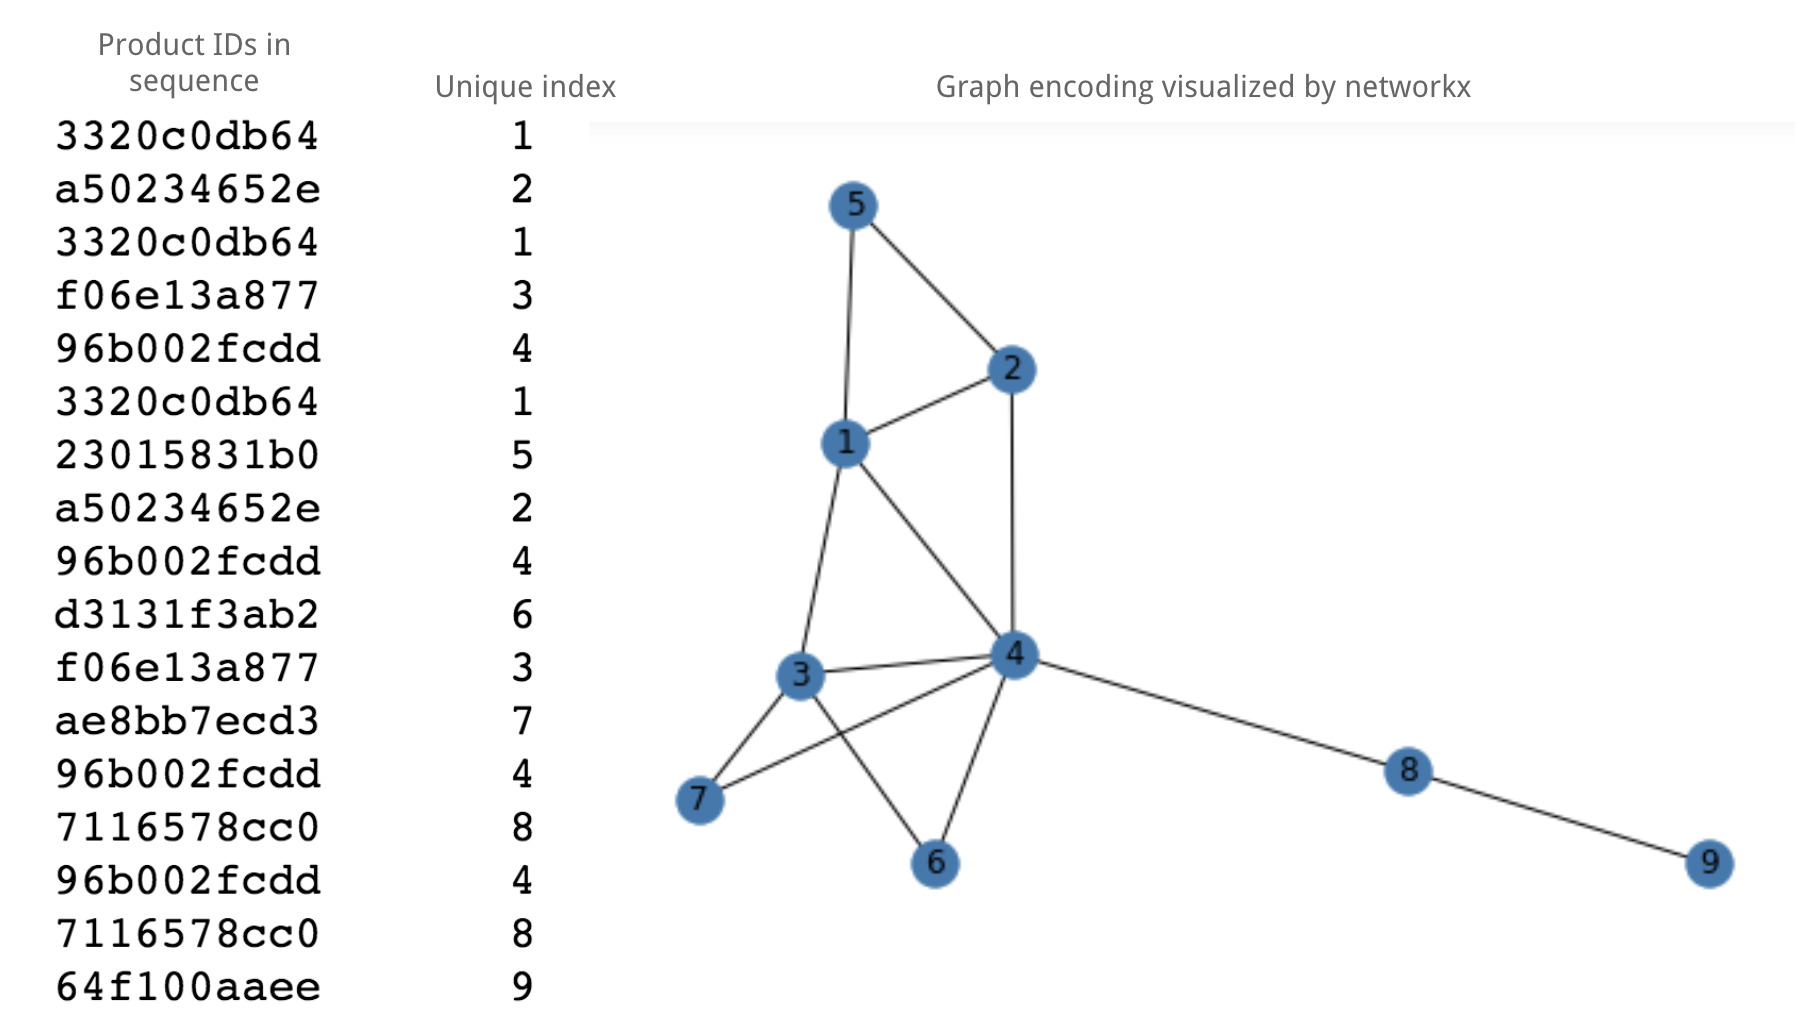 Product IDs in
sequence
Unique index
Graph encoding visualized by networkx
3320c0db64 1
a50234652e 2
3320c0db64 1
f06e13a877 3
96b002fcdd 4
3320c0db64 1
23015831b0 5
a50234652e 2
96b002fcdd 4
d3131f3ab2 6
f06e13a877 3
ae8bb7ecd3 7
96b002fcdd 4
7116578cc0 8
96b002fcdd 4
7116578cc0 8
64f100aaee 9
5
2
1
4
3
8
7
6
9